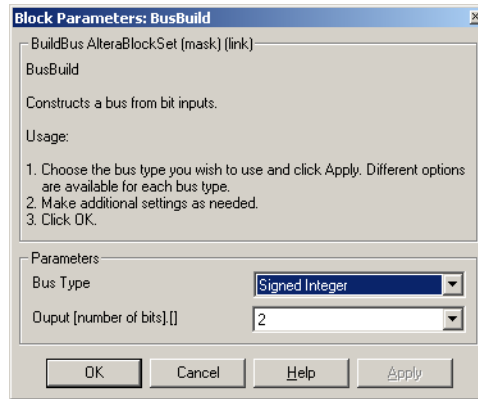 Block Parameters: BusBuild
BuildBus AlteraBlockSet (mask) (link)
BusBuild
Constructs a bus from bit inputs.
Usage:
1. Choose the bus type you wish to use and click Apply. Different options
are available for each bus type.
2. Make additional settings as needed.
3. Click OK.
Parameters
Bus Type
Signed Integer
Ouput [number of bits].[]
2
OK
Cancel
Help
Apply